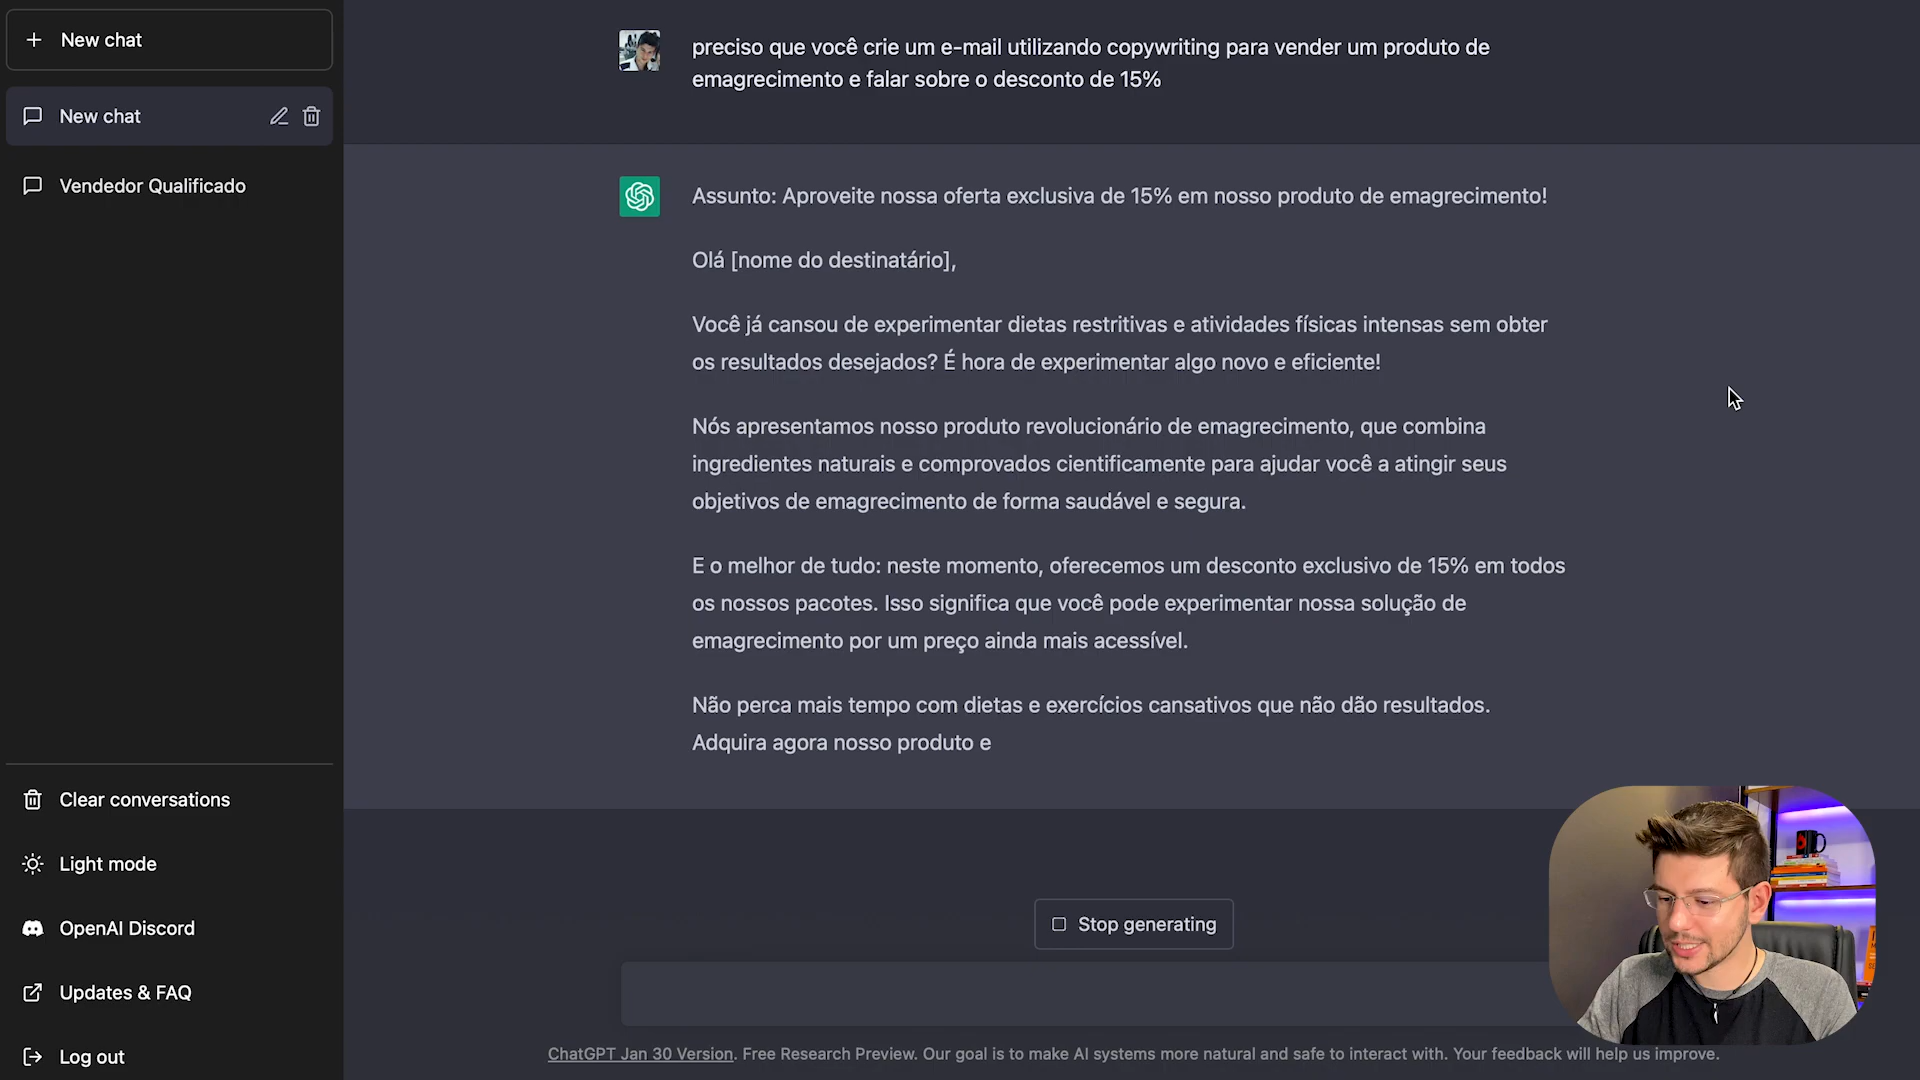 New chat
New chat
Vendedor Qualificado
Clear conversations
Light mode
OpenAI Discord
Updates & FAQ
Log out
preciso que você crie um e-mail utilizando copywriting para vender um produto de
emagrecimento e falar sobre o desconto de 15%
Assunto: Aproveite nossa oferta exclusiva de 15% em nosso produto de emagrecimento!
Olá [nome do destinatário],
Você já cansou de experimentar dietas restritivas e atividades físicas intensas sem obter
os resultados desejados? É hora de experimentar algo novo e eficiente!
Nós apresentamos nosso produto revolucionário de emagrecimento, que combina
ingredientes naturais e comprovados cientificamente para ajudar você a atingir seus
objetivos de emagrecimento de forma saudável e segura.
E o melhor de tudo: neste momento, oferecemos um desconto exclusivo de 15% em todos
os nossos pacotes. Isso significa que você pode experimentar nossa solução de
emagrecimento por um preço ainda mais acessível.
Não perca mais tempo com dietas e exercícios cansativos que não dão resultados.
Adquira agora nosso produto e
Stop generating
ChatGPT Jan 30 Version. Free Research Preview. Our goal is to make AI systems more natural and safe to interact with. Your feedback will help us improve.